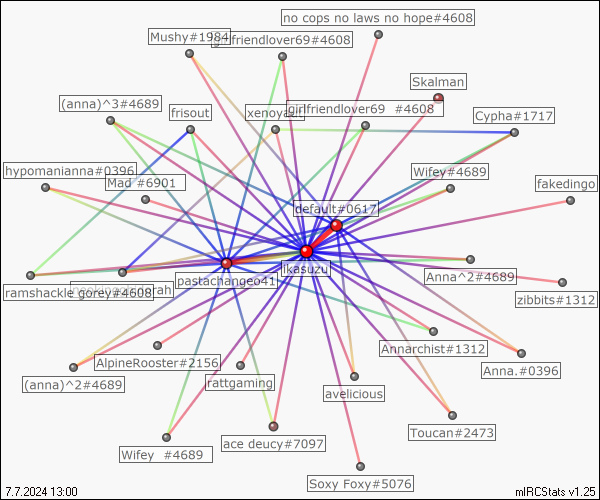 no cops no laws no hope#4608
Mushy#1984
girlfriendlover69#4608
Skalman
(anna)^3#4689
frisout
girlfriendlover69 #4608
Cypha#1717
hypomanianna#0396
Mad #6901
Wifey#4689
fakedingo
default#0617
ikasuzu
pastachangeo41
Anna^2#4689
ramshackle gorey#4608
zibbits#1312
Annarchist#1312
AlpineRooster#2156
Anna.#0396
(anna)^2#4689
rattgaming
avelicious
Toucan#2473
ace deucy#7097
Wifey #4689
Soxy Foxy#5076
7.7.2024 13:00
mIRCStats v1.25